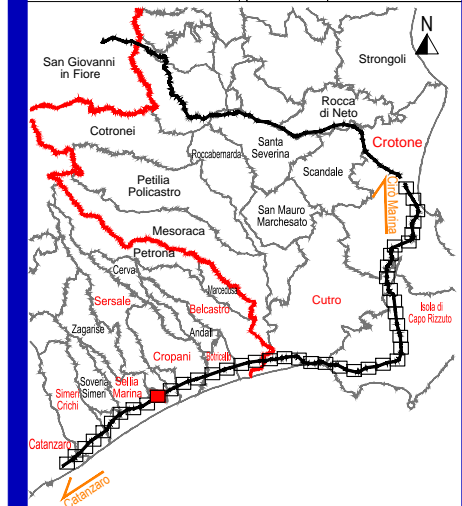 N
Strongoli
San Giovanni
in Fiore
Rocca
di Neto
Cotronei
Crotone
Santa
Severina
Roccabernarda
Scandale
Petilia
Policastro
Cirò Marina
San Mauro
Marchesato
Mesoraca
Petrona
Cerva
Marcedusa
Sersale
Belcastro
Cutro
Isola di
Capo Rizzuto
Zagarise
Andali
Cropani
Botricello
Simeri
Crichi
Soveria
Simeri
Sellia
Marina
Catanzaro
Catanzaro